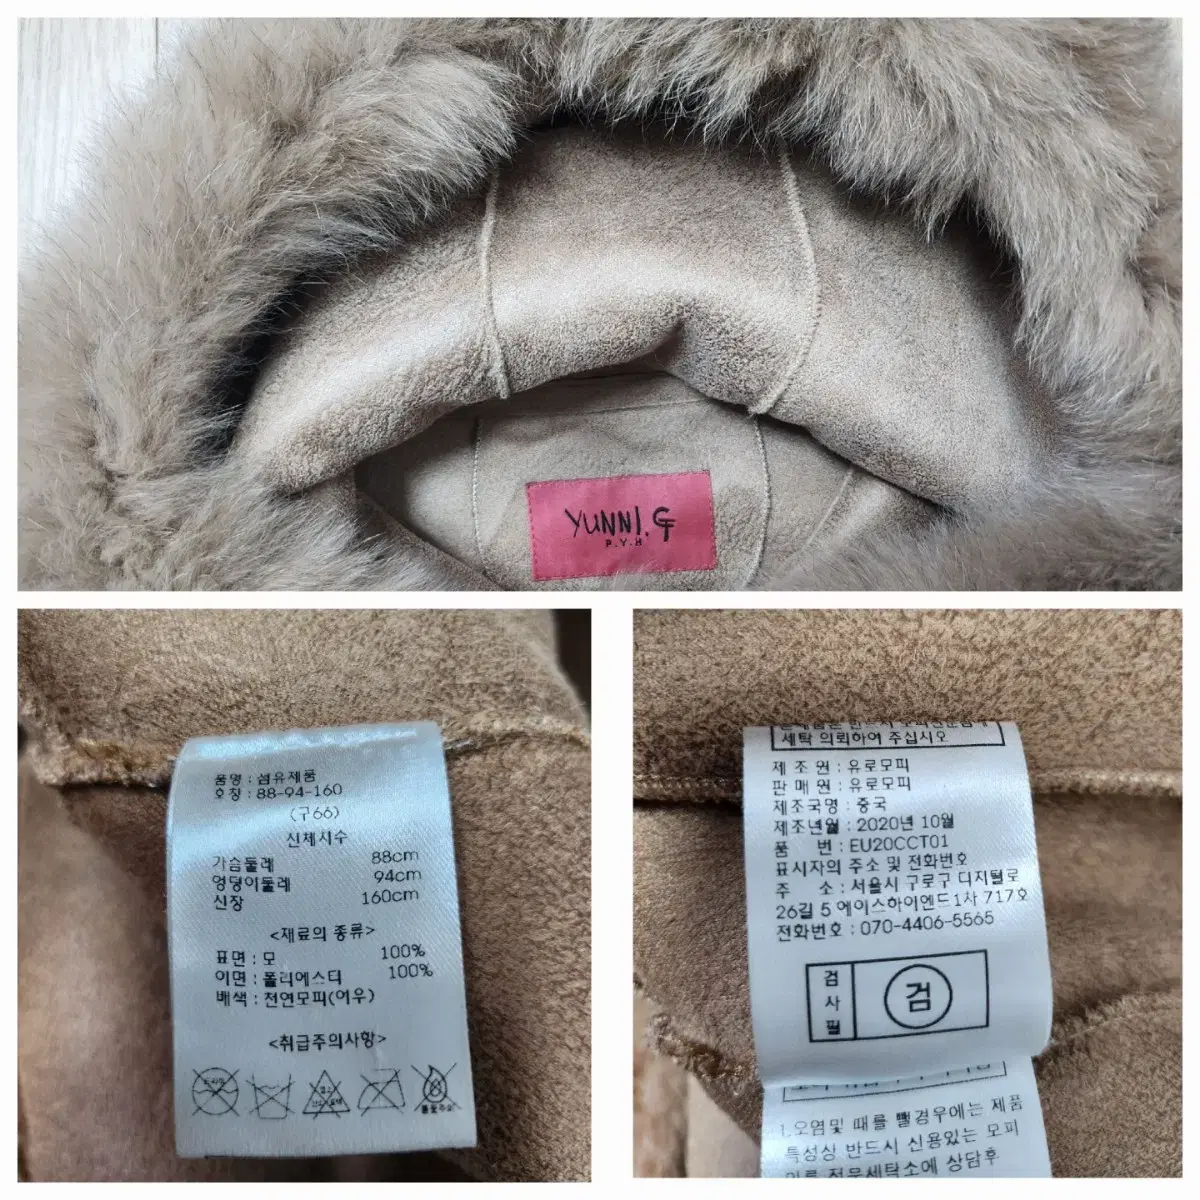 YUNNI.G
P.Y.H
품명 : 섬유제품
호칭 : 88-94-160
(구66)
신체치수
가슴둘레 88cm
엉덩이둘레 94cm
신장 160cm
<재료의 종류>
표면 : 모 100%
이면 : 폴리에스터 100%
배색 : 천연모피(여우)
<취급주의사항>
세탁 의뢰하여 주십시오
제 조 원 : 유로모피
판 매 원 : 유로모피
제조국명 : 중국
제조년월 : 2020년 10월
품 번 : EU20CCT01
표시자의 주소 및 전화번호
주 소 : 서울시 구로구 디지털로
26길 5 에이스하이엔드1차 717호
전화번호 : 070-4406-5565
검사필
검
1.오염및 때를 뺄경우에는 제품
특성상 반드시 신용있는 모피
전문세탁소에 상담후